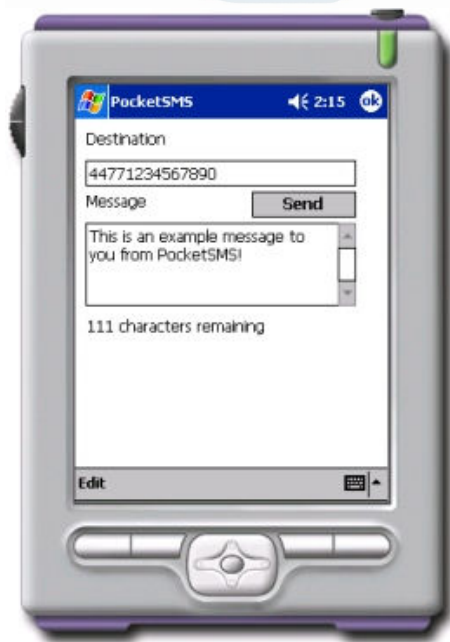 PocketSMS 2:15 ok
Destination
44771234567890
Message Send
This is an example message to
you from PocketSMS!
111 characters remaining
Edit